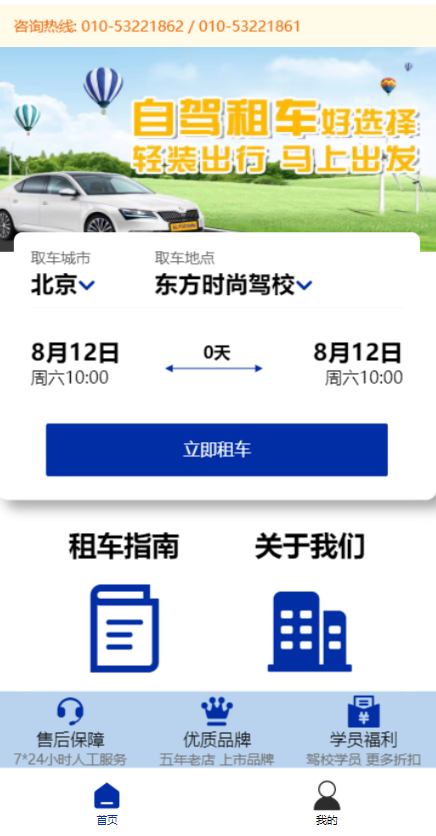 咨询热线: 010-53221862 / 010-53221861
自驾租车好选择
轻装出行 马上出发
取车城市 取车地点
北京 东方时尚驾校
8月12日 0天 8月12日
周六10:00 周六10:00
立即租车
租车指南 关于我们
售后保障 优质品牌 学员福利
7*24小时人工服务 五年老店 上市品牌 驾校学员 更多折扣
首页 我的